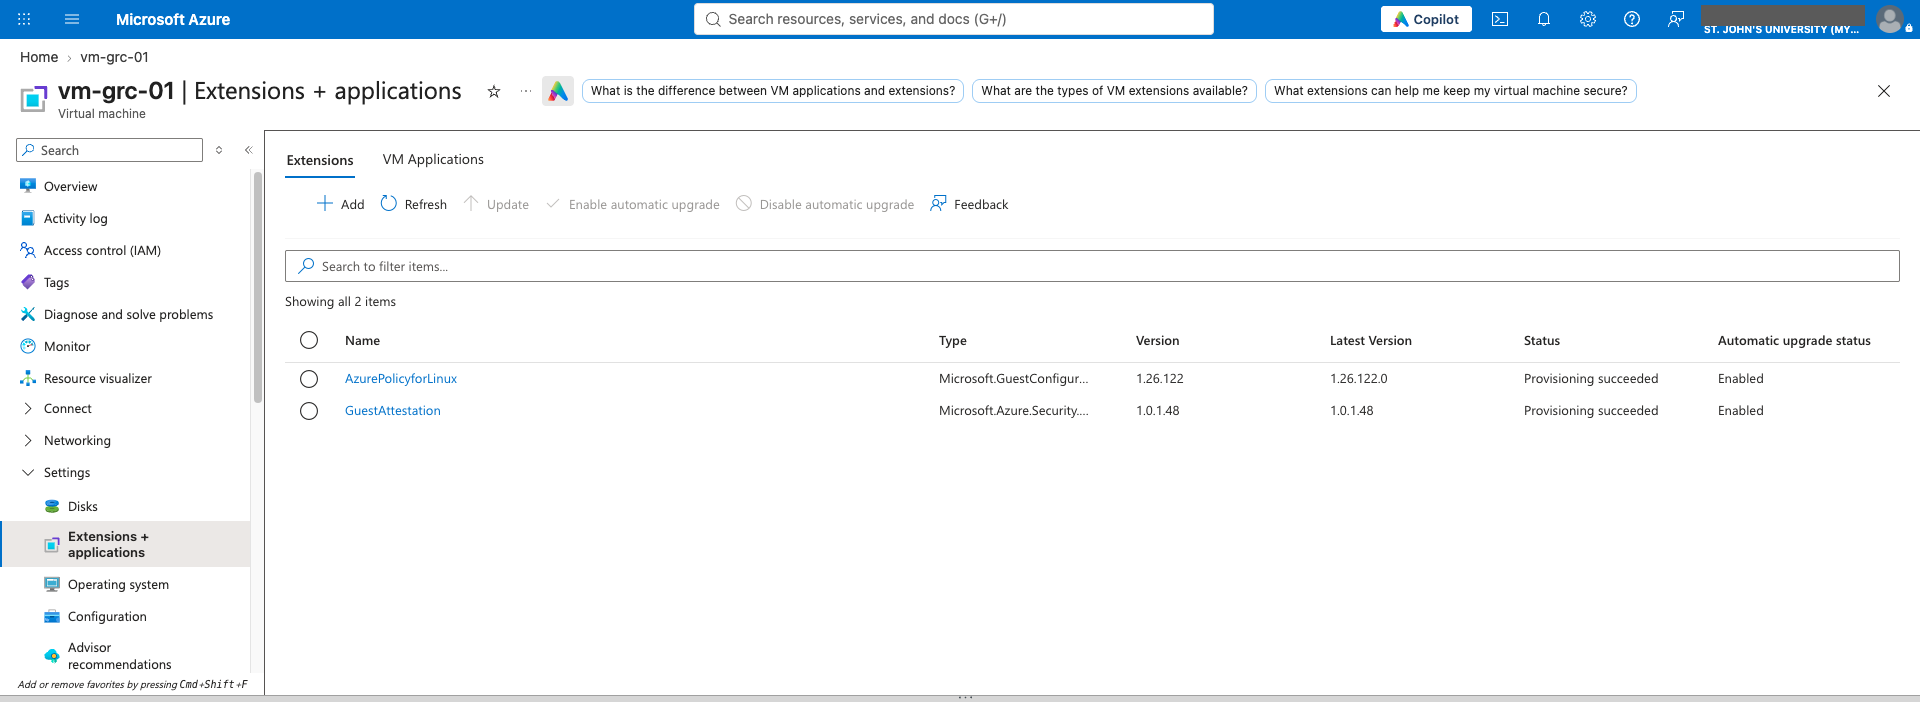 Microsoft Azure
Search resources, services, and docs (G+/)
Copilot
ST. JOHN'S UNIVERSITY (MY...
Home > vm-grc-01
vm-grc-01 | Extensions + applications
Virtual machine
What is the difference between VM applications and extensions?
What are the types of VM extensions available?
What extensions can help me keep my virtual machine secure?
Search
Overview
Activity log
Access control (IAM)
Tags
Diagnose and solve problems
Monitor
Resource visualizer
Connect
Networking
Settings
Disks
Extensions +
applications
Operating system
Configuration
Advisor
recommendations
Add or remove favorites by pressing Cmd+Shift+F
Extensions VM Applications
Add Refresh Update Enable automatic upgrade Disable automatic upgrade Feedback
Search to filter items...
Showing all 2 items
Name Type Version Latest Version Status Automatic upgrade status
AzurePolicyforLinux Microsoft.GuestConfigur... 1.26.122 1.26.122.0 Provisioning succeeded Enabled
GuestAttestation Microsoft.Azure.Security.... 1.0.1.48 1.0.1.48 Provisioning succeeded Enabled